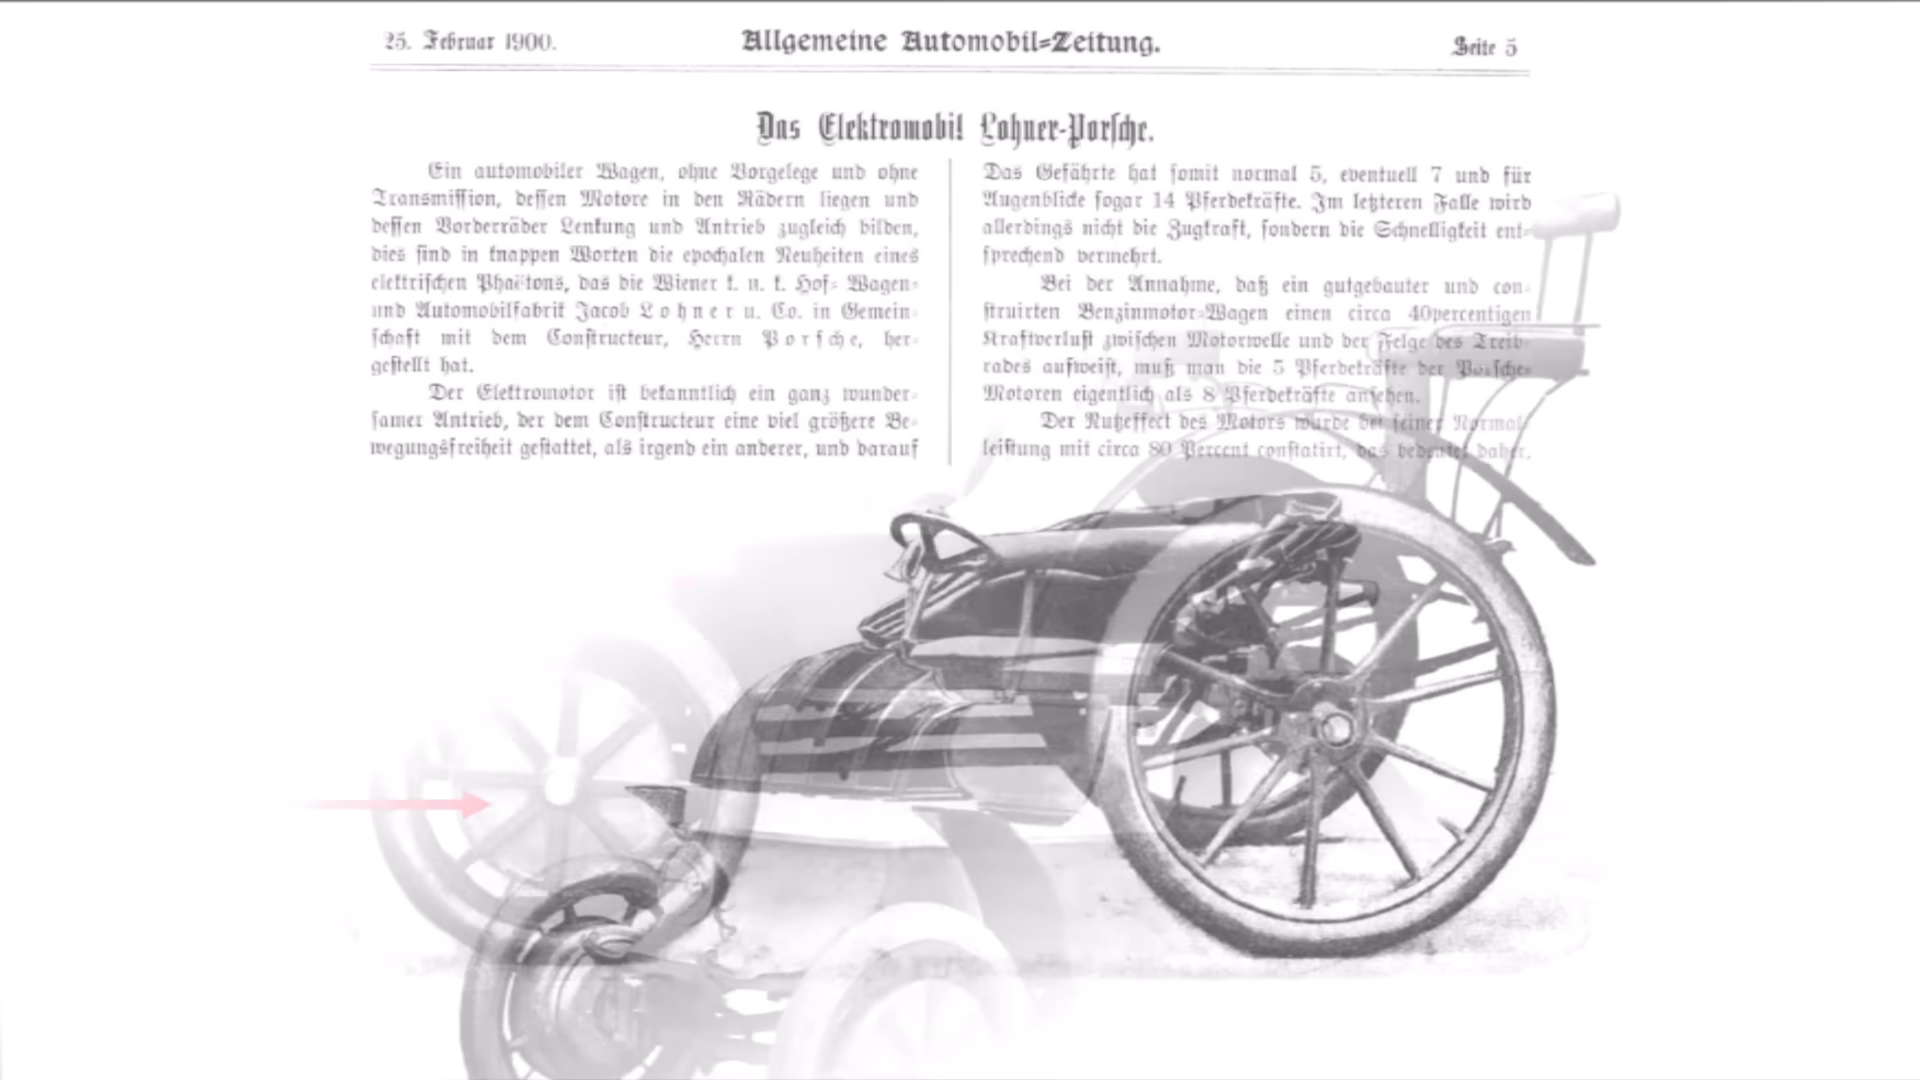 25. Februar 1900.
Allgemeine Automobil-Zeitung.
Seite 5
Das Elektromobil Lohner-Porsche.
Ein automobiler Wagen, ohne Vorgelege und ohne
Transmission, dessen Motore in den Rädern liegen und
dessen Vorderräder Lenkung und Antrieb zugleich bilden,
dies sind in knappen Worten die epochalen Neuheiten eines
elektrischen Phaëtons, das die Wiener k. u. k. Hof- Wagen-
und Automobilfabrik Jacob Lohner u. Co. in Gemein-
schaft mit dem Constructeur, Herrn Porsche, her-
gestellt hat.
Der Elektromotor ist bekanntlich ein ganz wunder-
samer Antrieb, der dem Constructeur eine viel größere Be-
wegungsfreiheit gestattet, als irgend ein anderer, und darauf
Das Gefährte hat somit normal 5, eventuell 7 und für
Augenblicke sogar 14 Pferdekräfte. Im letzteren Falle wird
allerdings nicht die Zugkraft, sondern die Schnelligkeit ent-
sprechend vermehrt.
Bei der Annahme, daß ein gutgebauter und con-
struirten Benzinmotor-Wagen einen circa 40percentigen
Kraftverlust zwischen Motorwelle und der Felge des Treib-
rades aufweist, muß man die 5 Pferdekräfte der Porsche-
Motoren eigentlich als 8 Pferdekräfte ansehen.
Der Nutzeffect des Motors wurde bei seiner Normal-
leistung mit circa 80 Percent constatirt, das bedeutet daher,